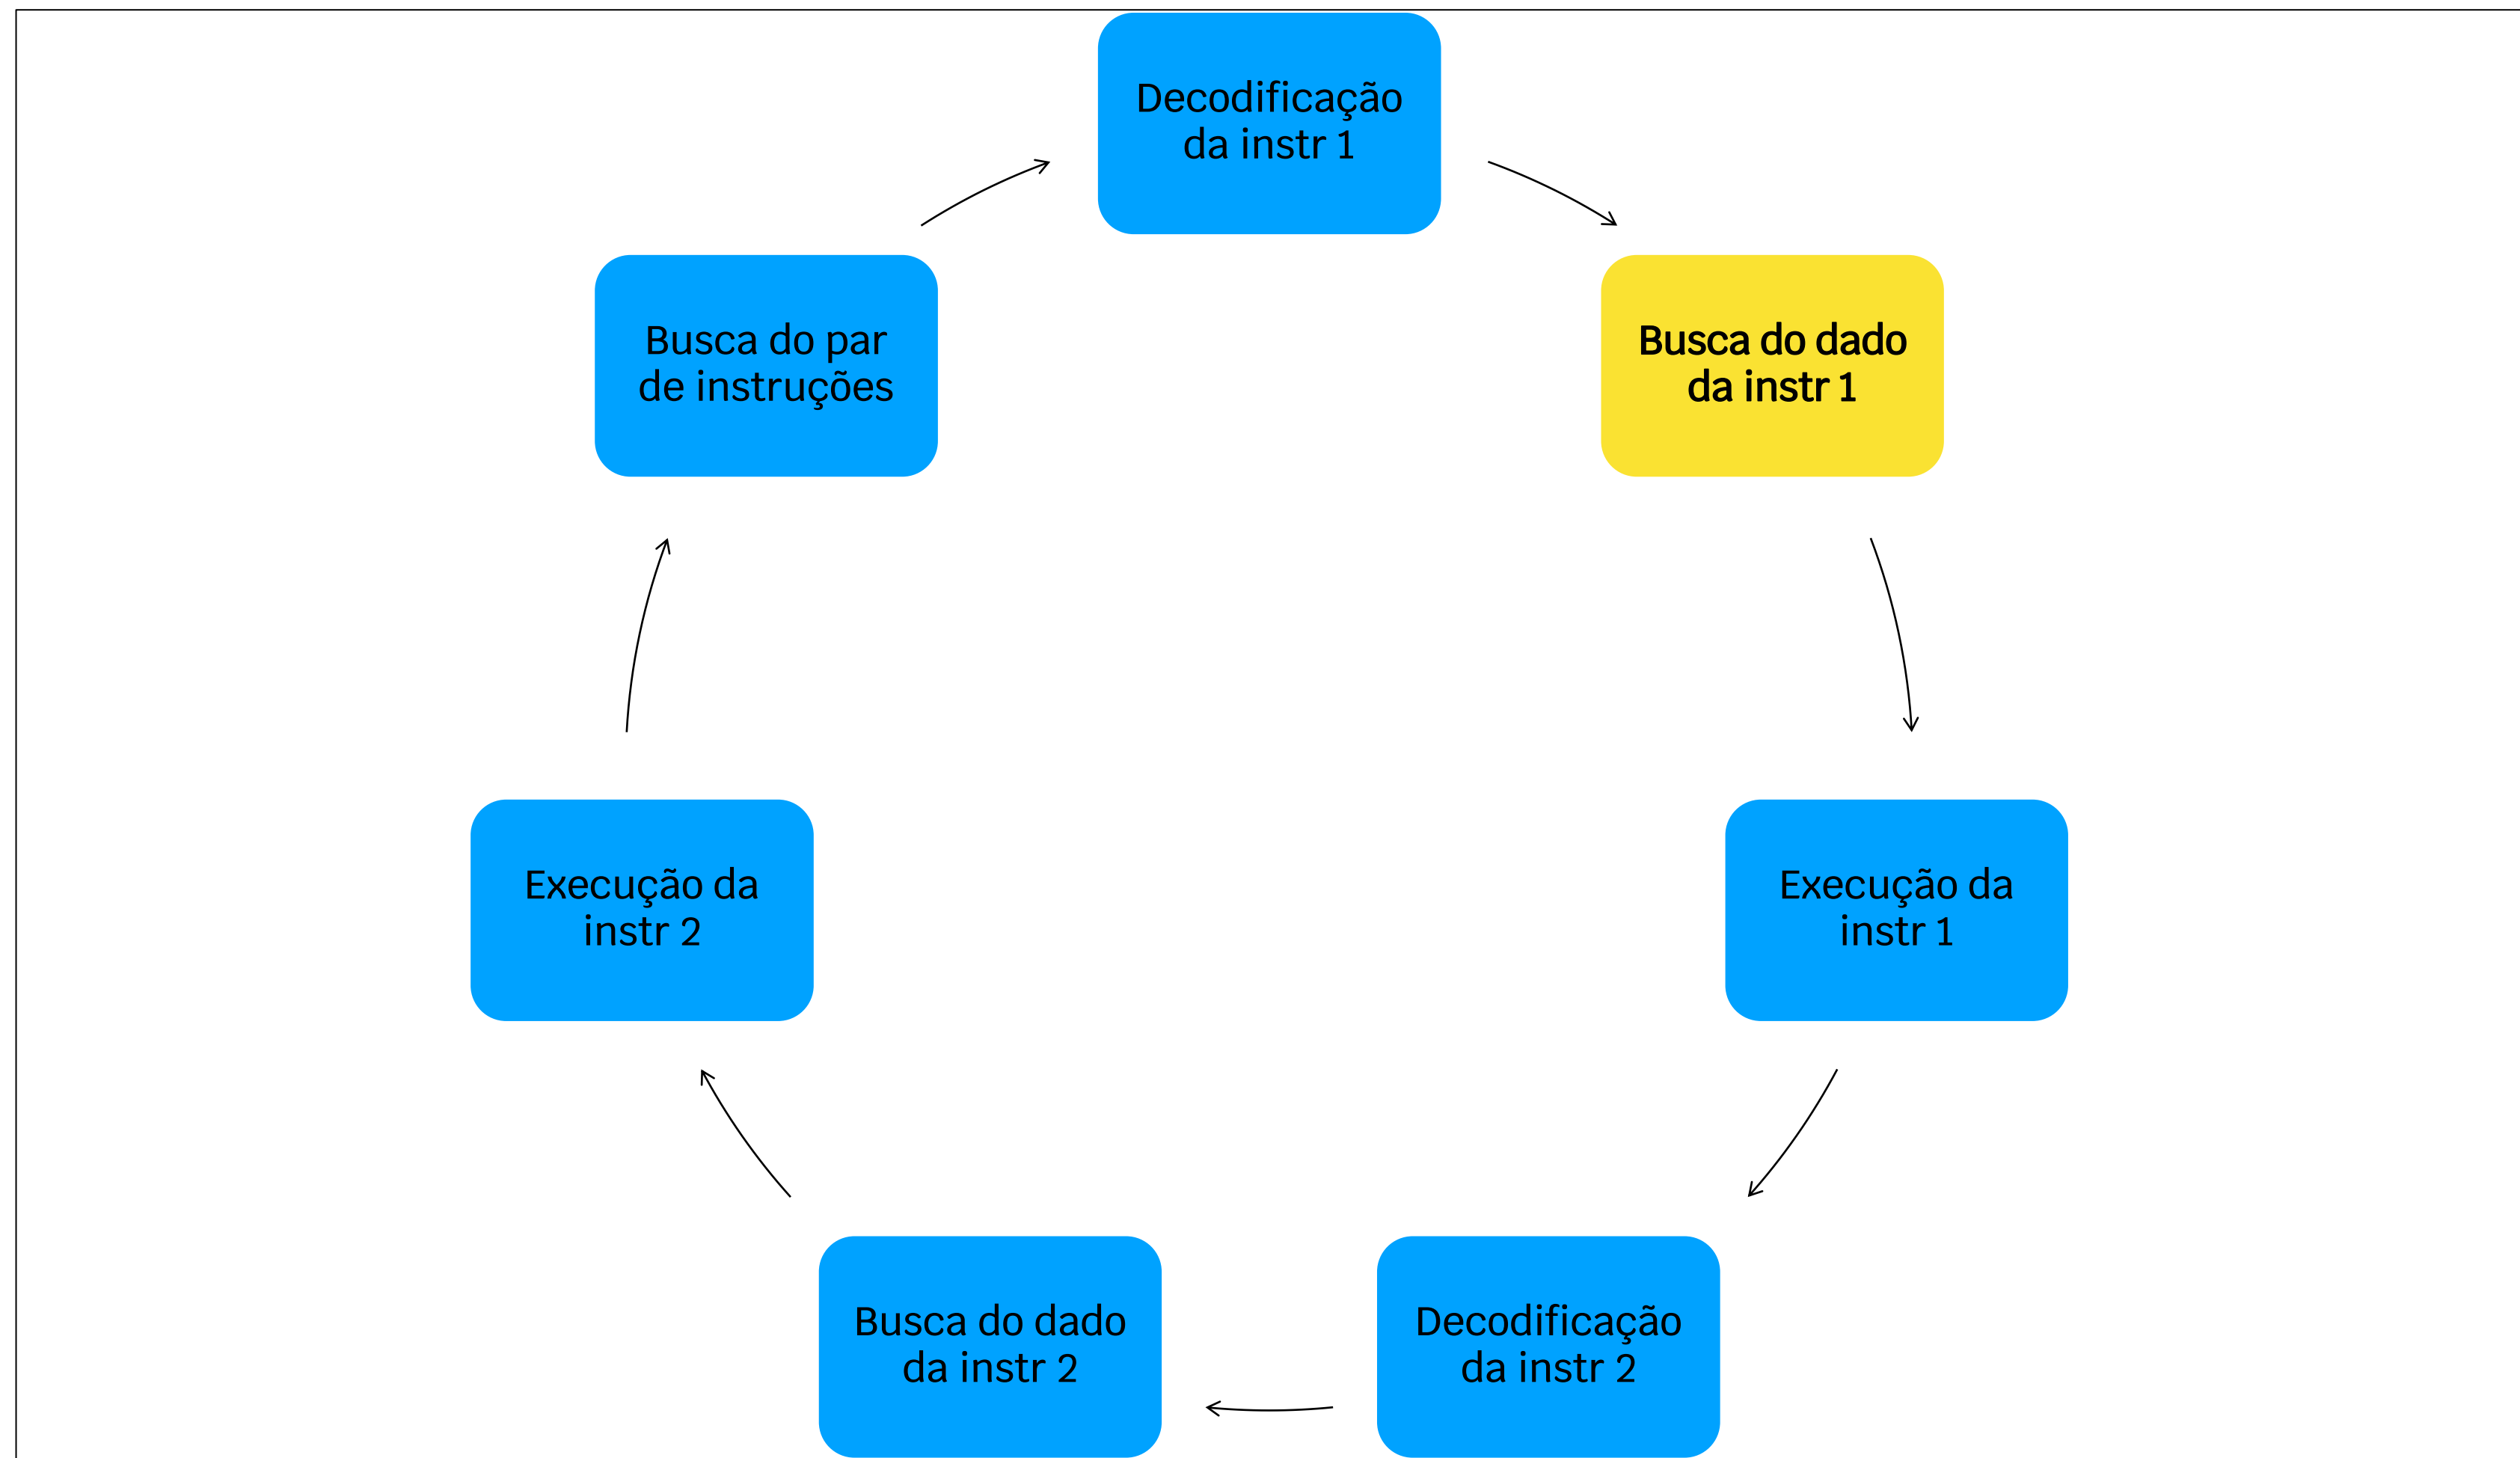 Decodificação
da instr 1
Busca do par
de instruções
Busca do dado
da instr 1
Execução da
instr 2
Execução da
instr 1
Busca do dado
da instr 2
Decodificação
da instr 2